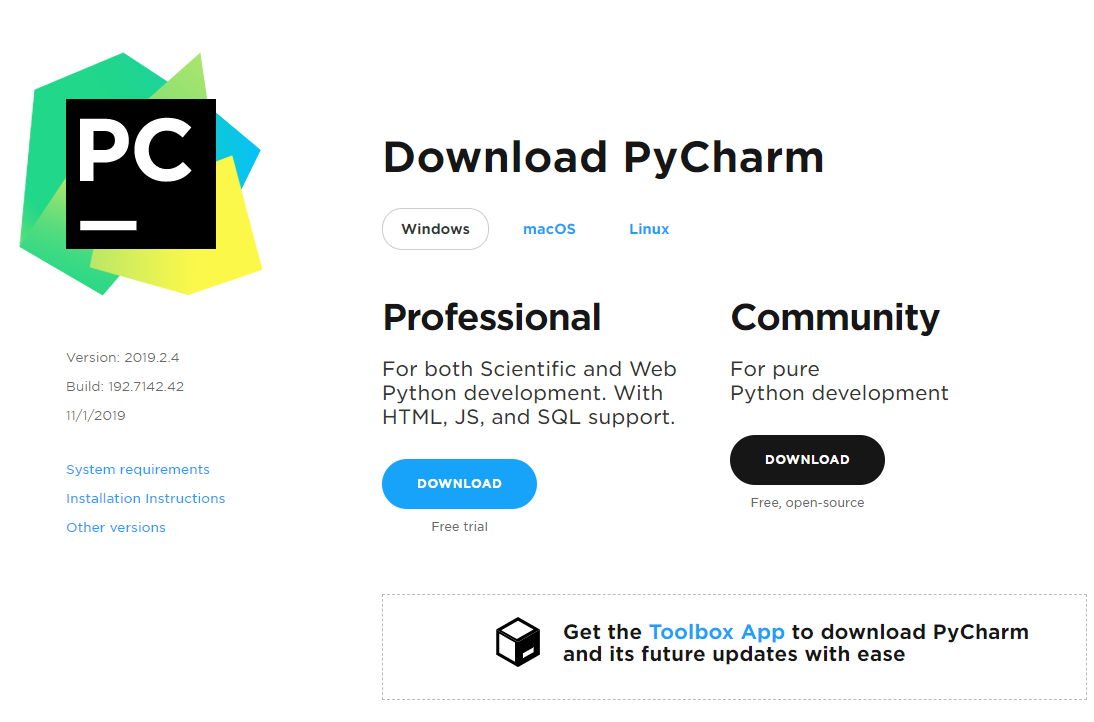 PC
Download PyCharm
Windows macOS Linux
Professional
For both Scientific and Web
Python development. With
HTML, JS, and SQL support.
DOWNLOAD
Free trial
Community
For pure
Python development
DOWNLOAD
Free, open-source
Version: 2019.2.4
Build: 192.7142.42
11/1/2019
System requirements
Installation Instructions
Other versions
Get the Toolbox App to download PyCharm
and its future updates with ease